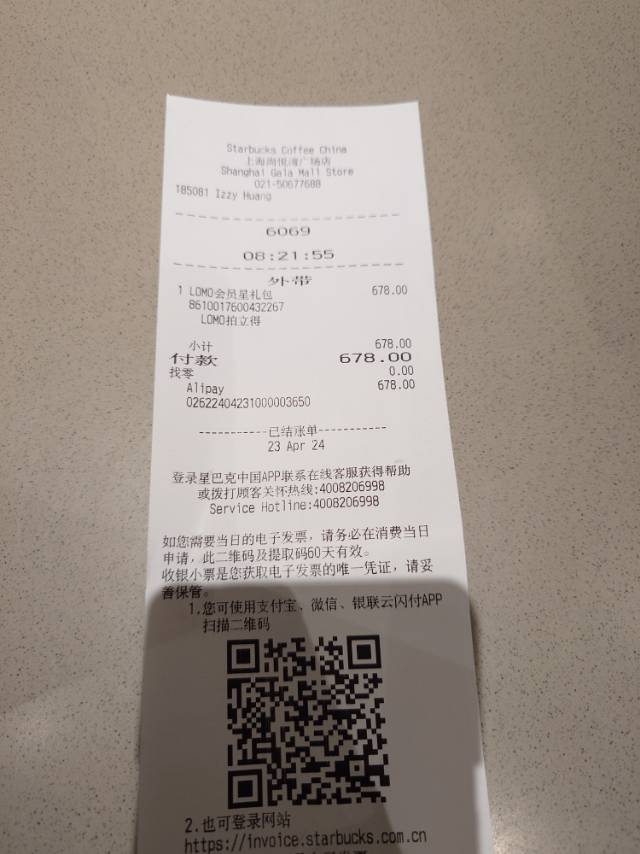 Starbucks Coffee China
上海尚悦湾广场店
Shanghai Gala Mall Store
021-50677688
185081 Izzy Huang
6069
08:21:55
外带
1 LOMO会员星礼包 678.00
8610017600432267
LOMO拍立得
小计 678.00
付款 678.00
找零 0.00
Alipay 678.00
02622404231000003650
-----------已结账单-----------
23 Apr 24
登录星巴克中国APP联系在线客服获得帮助
或拨打顾客关怀热线:4008206998
Service Hotline:4008206998
如您需要当日的电子发票，请务必在消费当日
申请，此二维码及提取码60天有效。
收银小票是您获取电子发票的唯一凭证，请妥
善保管。
1.您可使用支付宝、微信、银联云闪付APP
扫描二维码
2.也可登录网站
https://invoice.starbucks.com.cn